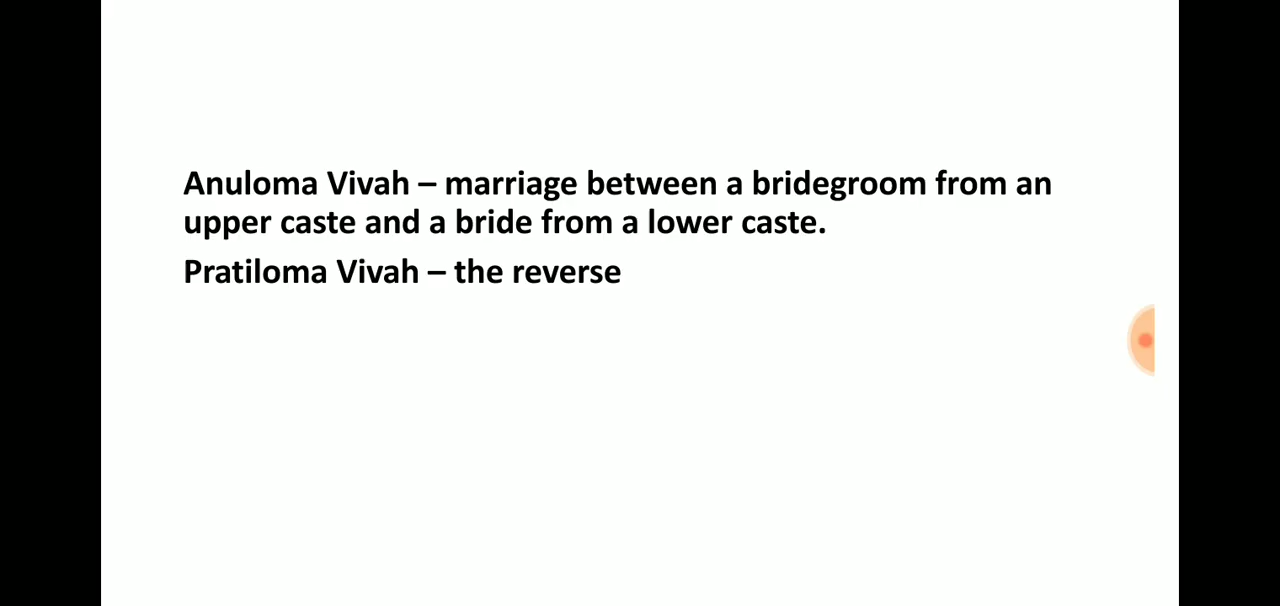 Anuloma Vivah – marriage between a bridegroom from an
upper caste and a bride from a lower caste.
Pratiloma Vivah – the reverse